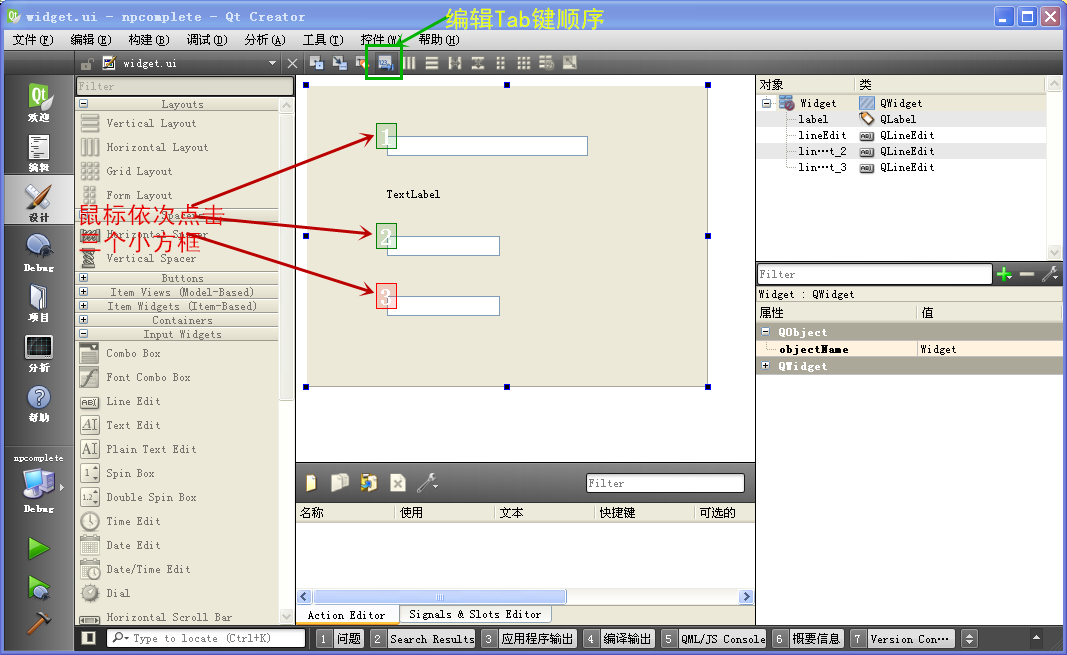 widget.ui - npcomplete - Qt Creator
编辑Tab键顺序
文件(F) 编辑(E) 构建(B) 调试(D) 分析(A) 工具(T) 控件(W) 帮助(H)
widget.ui
Qt
欢迎
编辑
设计
Debug
项目
分析
帮助
npcomplete
Debug
Filter
Layouts
Vertical Layout
Horizontal Layout
Grid Layout
Form Layout
Spacers
Horizontal Spacer
Vertical Spacer
Buttons
Item Views (Model-Based)
Item Widgets (Item-Based)
Containers
Input Widgets
Combo Box
Font Combo Box
Line Edit
Text Edit
Plain Text Edit
Spin Box
Double Spin Box
Time Edit
Date Edit
Date/Time Edit
Dial
Horizontal Scroll Bar
鼠标依次点击
三个小方框
1
TextLabel
2
3
Filter
名称 使用 文本 快捷键 可选的
Action Editor Signals & Slots Editor
对象 类
Widget QWidget
label QLabel
lineEdit QLineEdit
lin…t_2 QLineEdit
lin…t_3 QLineEdit
Filter
Widget : QWidget
属性 值
QObject
objectName Widget
QWidget
Type to locate (Ctrl+K) 1 问题 2 Search Results 3 应用程序输出 4 编译输出 5 QML/JS Console 6 概要信息 7 Version Con…